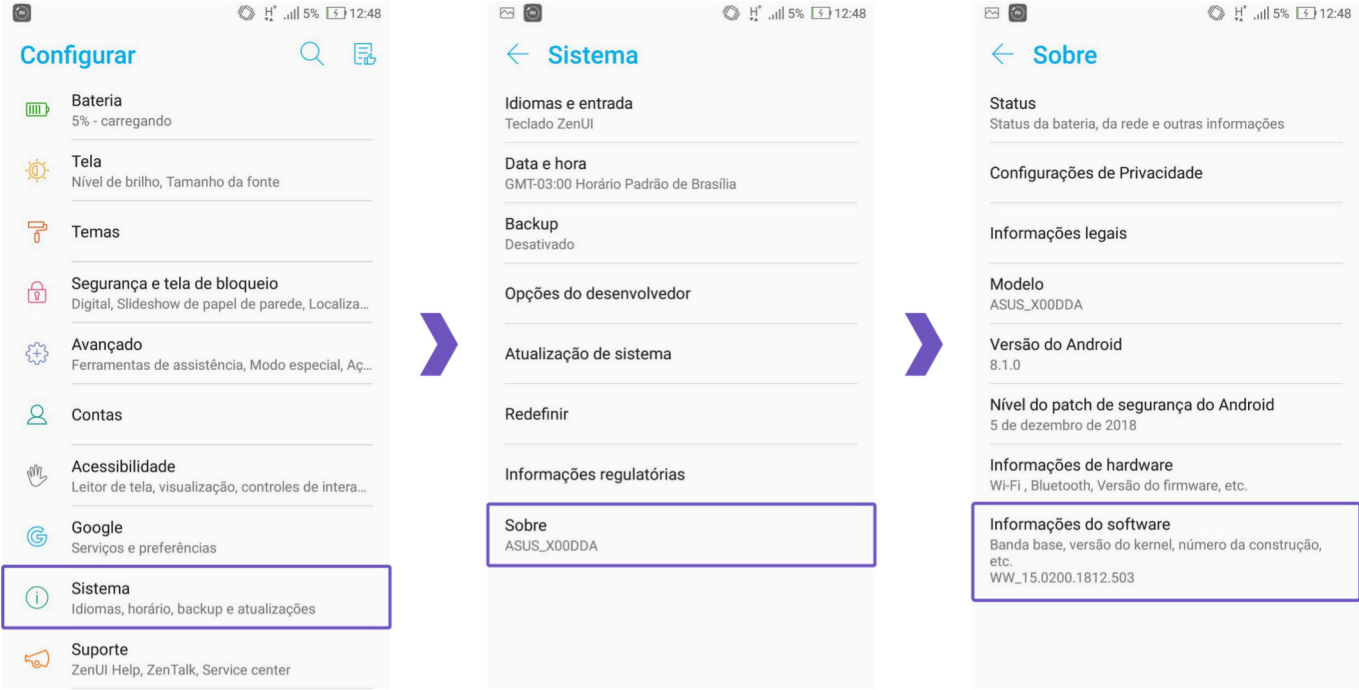 5% 12:48
Configurar
Bateria
5% - carregando
Tela
Nível de brilho, Tamanho da fonte
Temas
Segurança e tela de bloqueio
Digital, Slideshow de papel de parede, Localiza...
Avançado
Ferramentas de assistência, Modo especial, Aç...
Contas
Acessibilidade
Leitor de tela, visualização, controles de intera...
Google
Serviços e preferências
Sistema
Idiomas, horário, backup e atualizações
Suporte
ZenUI Help, ZenTalk, Service center
5% 12:48
Sistema
Idiomas e entrada
Teclado ZenUI
Data e hora
GMT-03:00 Horário Padrão de Brasília
Backup
Desativado
Opções do desenvolvedor
Atualização de sistema
Redefinir
Informações regulatórias
Sobre
ASUS_X00DDA
5% 12:48
Sobre
Status
Status da bateria, da rede e outras informações
Configurações de Privacidade
Informações legais
Modelo
ASUS_X00DDA
Versão do Android
8.1.0
Nível do patch de segurança do Android
5 de dezembro de 2018
Informações de hardware
Wi-Fi , Bluetooth, Versão do firmware, etc.
Informações do software
Banda base, versão do kernel, número da construção,
etc.
WW_15.0200.1812.503